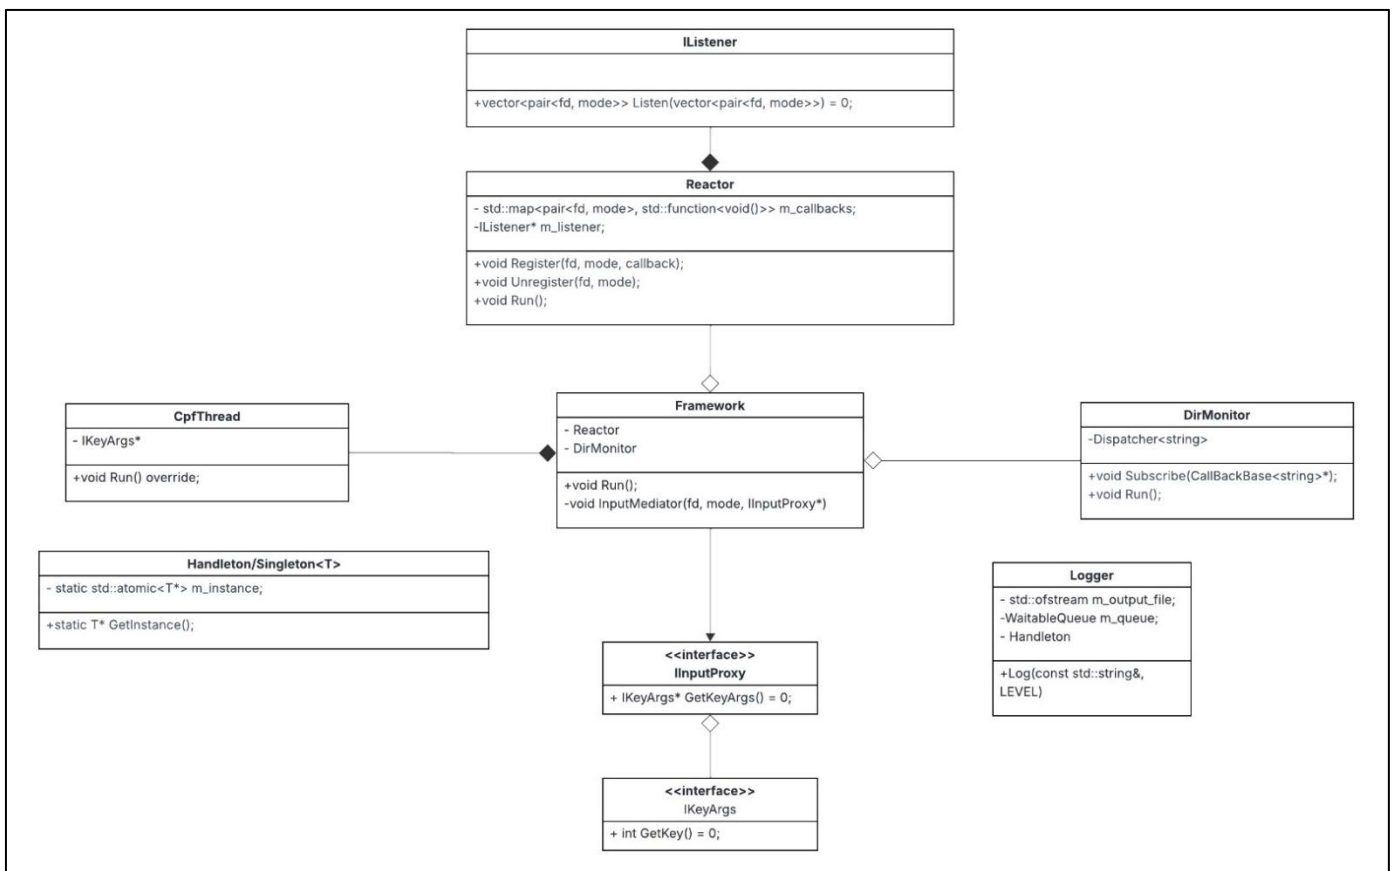 IListener
+vector<pair<fd, mode>> Listen(vector<pair<fd, mode>>) = 0;
Reactor
- std::map<pair<fd, mode>, std::function<void()>> m_callbacks;
-IListener* m_listener;
+void Register(fd, mode, callback);
+void Unregister(fd, mode);
+void Run();
Framework
- Reactor
- DirMonitor
+void Run();
-void InputMediator(fd, mode, IInputProxy*)
CpfThread
- IKeyArgs*
+void Run() override;
DirMonitor
-Dispatcher<string>
+void Subscribe(CallBackBase<string>*);
+void Run();
Handleton/Singleton<T>
- static std::atomic<T*> m_instance;
+static T* GetInstance();
Logger
- std::ofstream m_output_file;
-WaitableQueue m_queue;
- Handleton
+Log(const std::string&,
LEVEL)
<<interface>>
IInputProxy
+ IKeyArgs* GetKeyArgs() = 0;
<<interface>>
IKeyArgs
+ int GetKey() = 0;